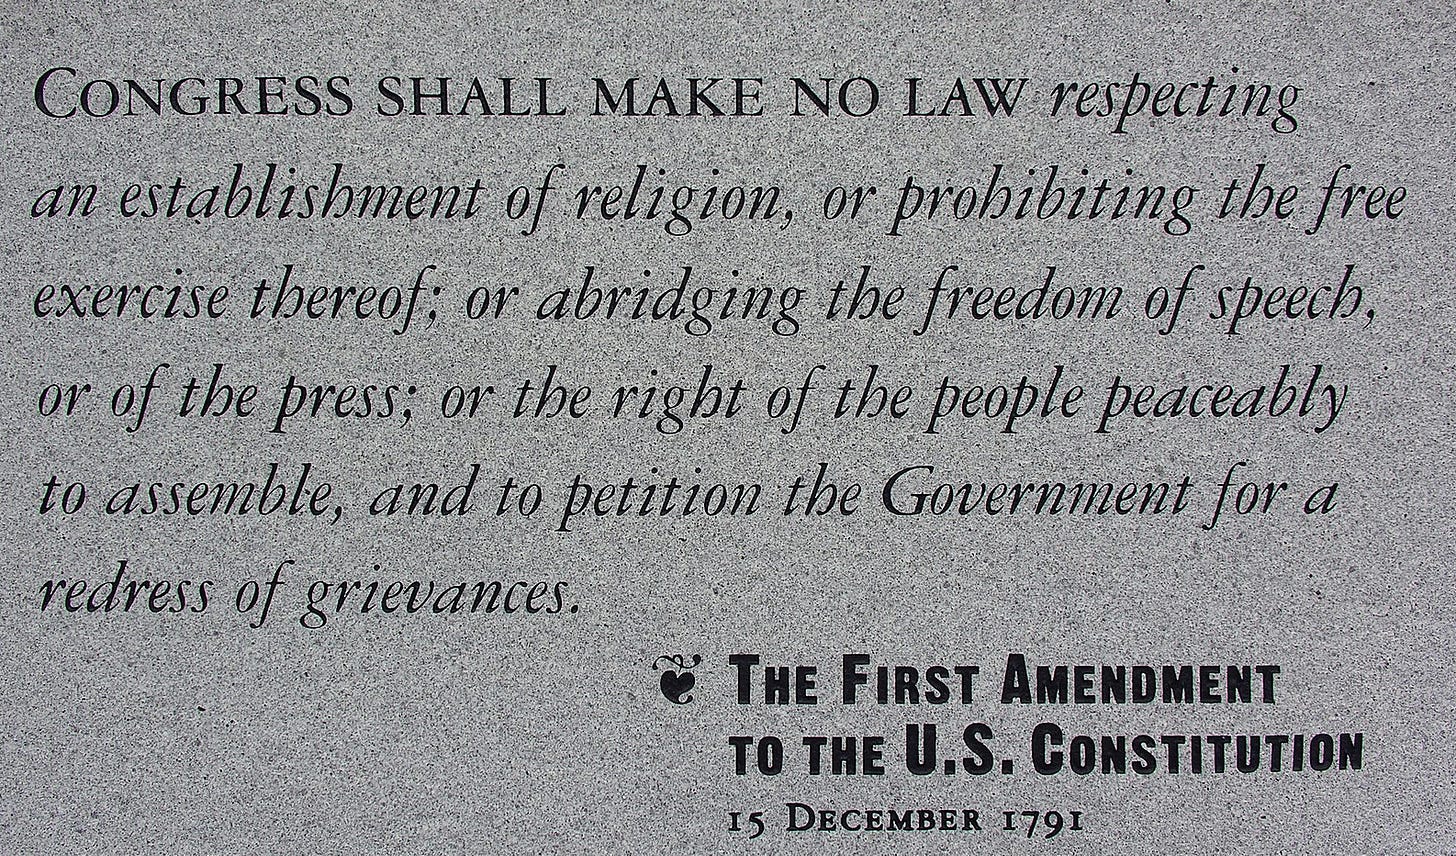 CONGRESS SHALL MAKE NO LAW respecting
an establishment of religion, or prohibiting the free
exercise thereof; or abridging the freedom of speech,
or of the press; or the right of the people peaceably
to assemble, and to petition the Government for a
redress of grievances.
❦ THE FIRST AMENDMENT
TO THE U.S. CONSTITUTION
15 DECEMBER 1791